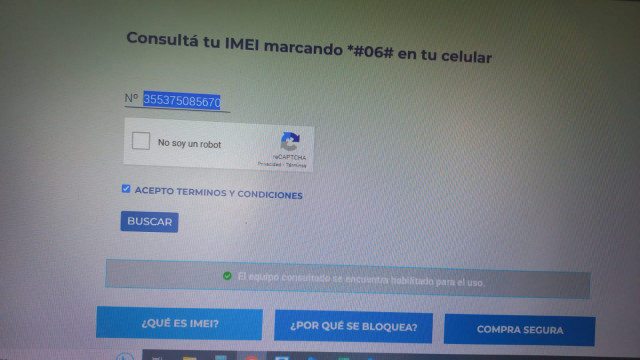 Consultá tu IMEI marcando *#06# en tu celular
Nº 355375085670
No soy un robot
reCAPTCHA
Privacidad - Términos
ACEPTO TERMINOS Y CONDICIONES
BUSCAR
El equipo consultado se encuentra habilitado para el uso.
¿QUÉ ES IMEI?
¿POR QUÉ SE BLOQUEA?
COMPRA SEGURA